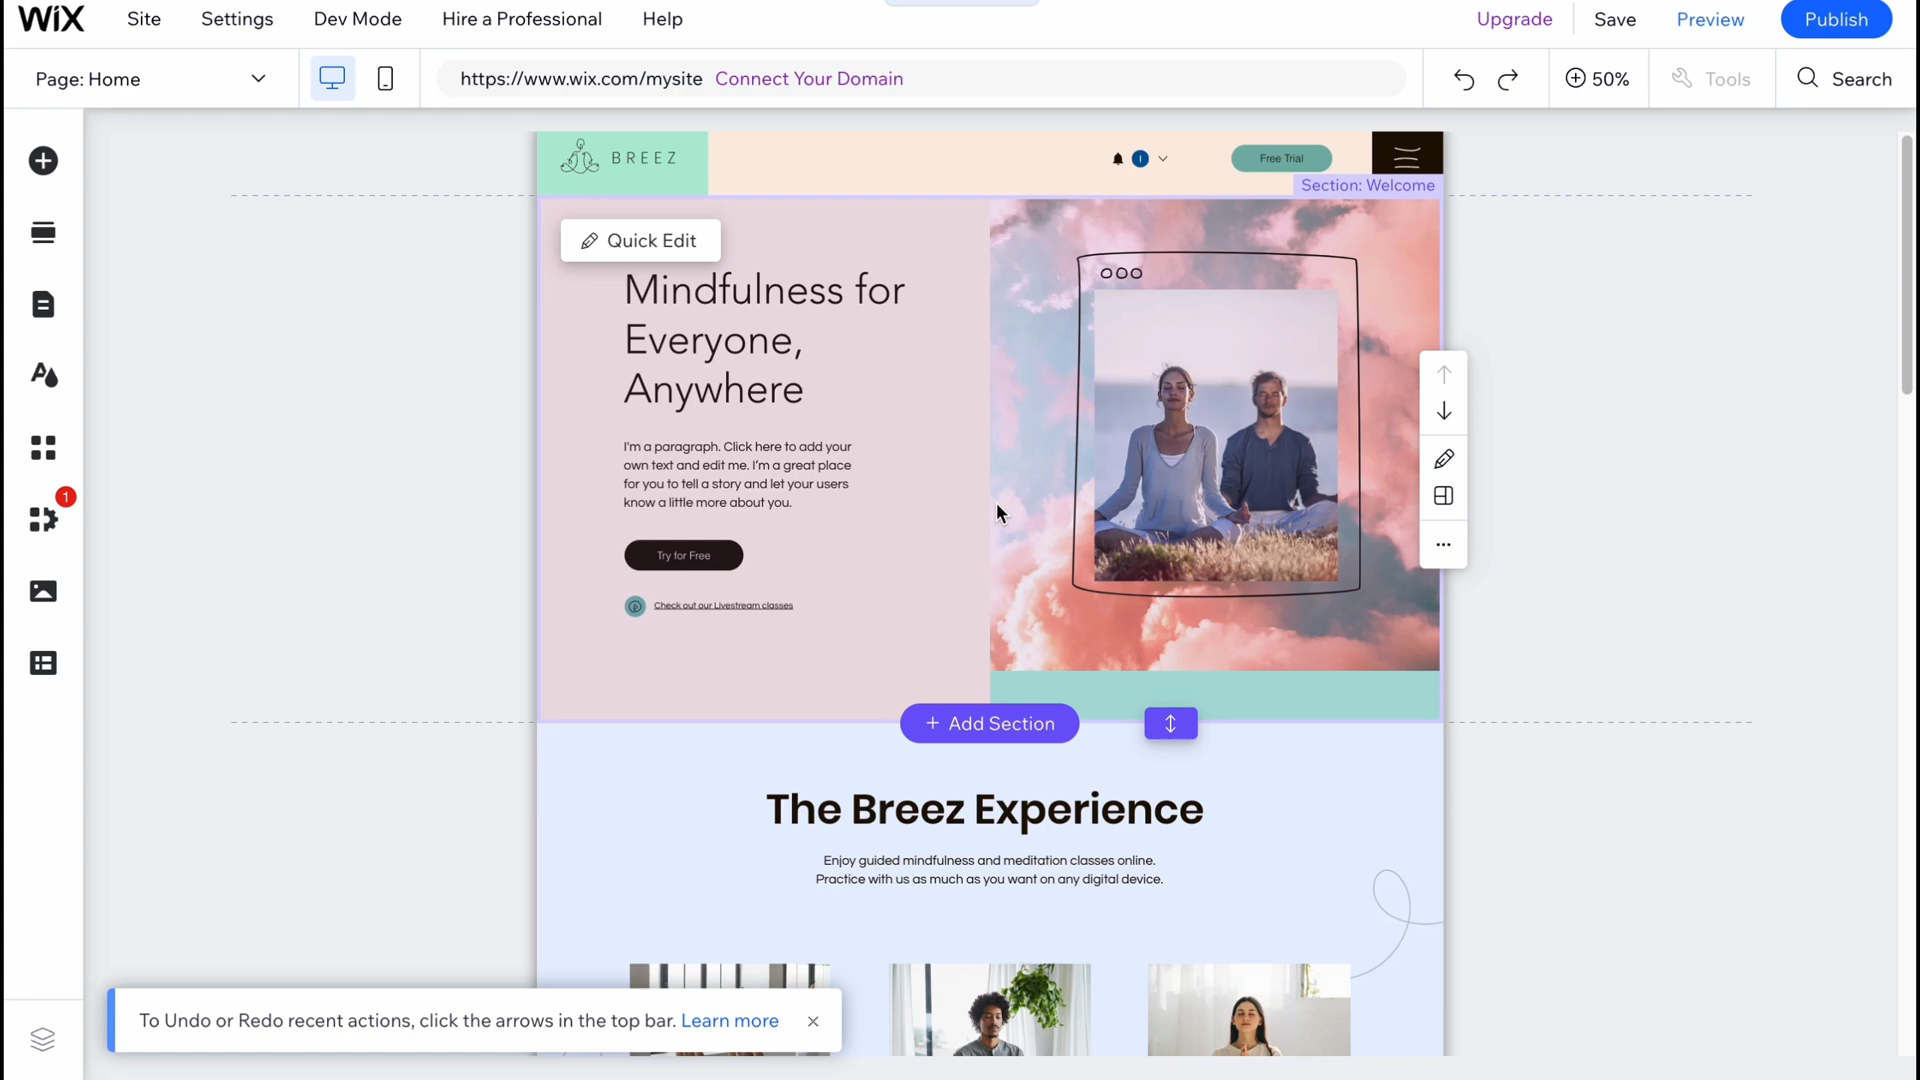 WiX
Site
Settings
Dev Mode
Hire a Professional
Help
Upgrade
Save
Preview
Publish
Page: Home
https://www.wix.com/mysite
Connect Your Domain
50%
Tools
Search
BREEZ
I
Free Trial
Section: Welcome
Quick Edit
Mindfulness for
Everyone,
Anywhere
I'm a paragraph. Click here to add your
own text and edit me. I'm a great place
for you to tell a story and let your users
know a little more about you.
Try for Free
Check out our Livestream classes
1
+ Add Section
The Breez Experience
Enjoy guided mindfulness and meditation classes online.
Practice with us as much as you want on any digital device.
To Undo or Redo recent actions, click the arrows in the top bar. Learn more